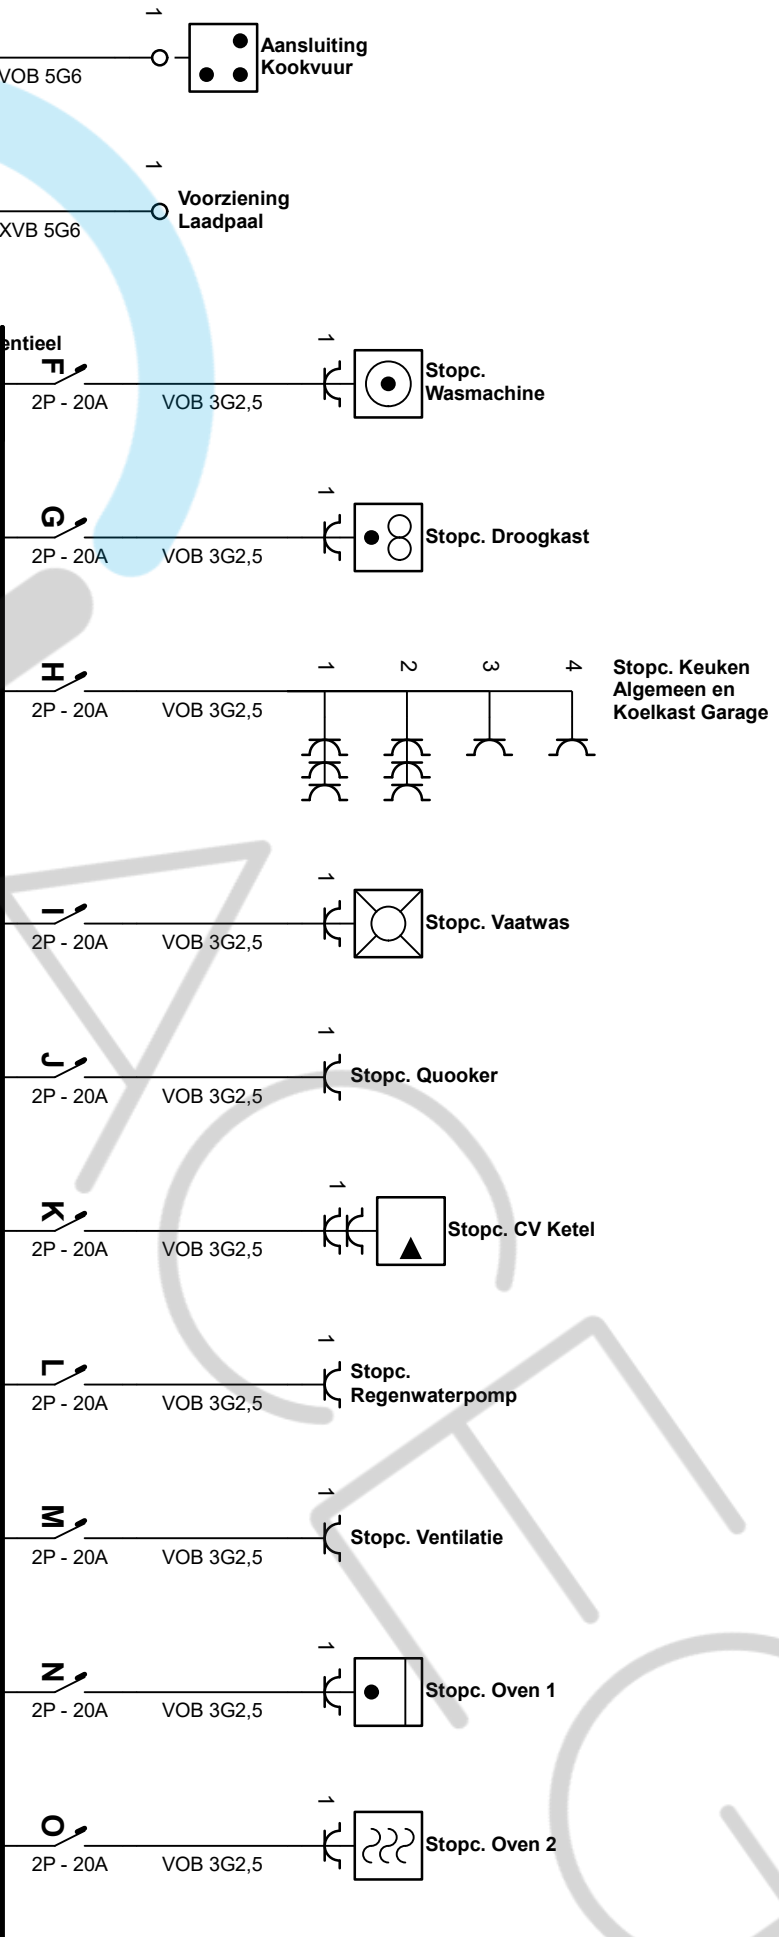 1
Aansluiting
Kookvuur
VOB 5G6
1
Voorziening
Laadpaal
XVB 5G6
entieel
F
1
Stopc.
Wasmachine
2P - 20A VOB 3G2,5
G
1
Stopc. Droogkast
2P - 20A VOB 3G2,5
H
1 2 3 4
Stopc. Keuken
Algemeen en
Koelkast Garage
2P - 20A VOB 3G2,5
I
1
Stopc. Vaatwas
2P - 20A VOB 3G2,5
J
1
Stopc. Quooker
2P - 20A VOB 3G2,5
K
1
Stopc. CV Ketel
2P - 20A VOB 3G2,5
L
1
Stopc.
Regenwaterpomp
2P - 20A VOB 3G2,5
M
1
Stopc. Ventilatie
2P - 20A VOB 3G2,5
N
1
Stopc. Oven 1
2P - 20A VOB 3G2,5
O
1
Stopc. Oven 2
2P - 20A VOB 3G2,5